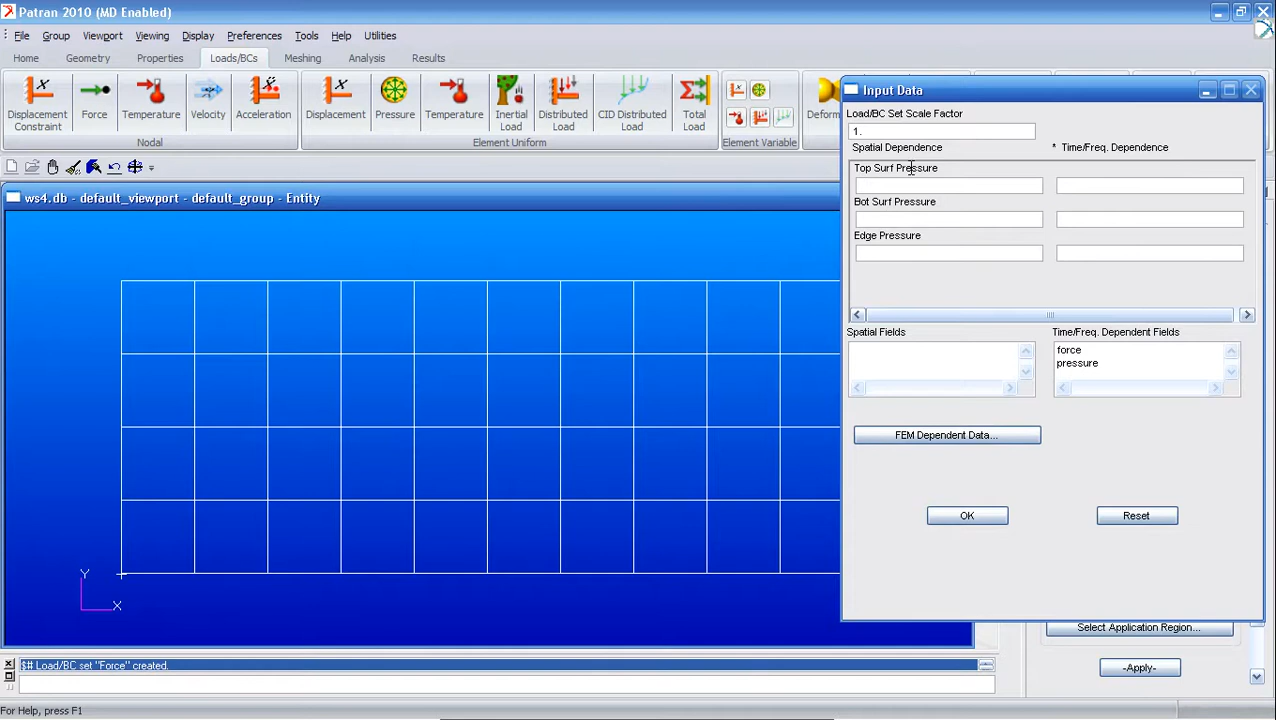 Patran 2010 (MD Enabled)
File Group Viewport Viewing Display Preferences Tools Help Utilities
Home Geometry Properties Loads/BCs Meshing Analysis Results
Displacement Constraint
Force
Temperature
Velocity
Acceleration
Nodal
Displacement
Pressure
Temperature
Inertial Load
Distributed Load
CID Distributed Load
Total Load
Element Uniform
Element Variable
Deform
ws4.db - default_viewport - default_group - Entity
Y
X
Input Data
Load/BC Set Scale Factor
1.
Spatial Dependence * Time/Freq. Dependence
Top Surf Pressure
Bot Surf Pressure
Edge Pressure
Spatial Fields Time/Freq. Dependent Fields
force
pressure
FEM Dependent Data...
OK Reset
Select Application Region...
-Apply-
$# Load/BC set "Force" created.
For Help, press F1